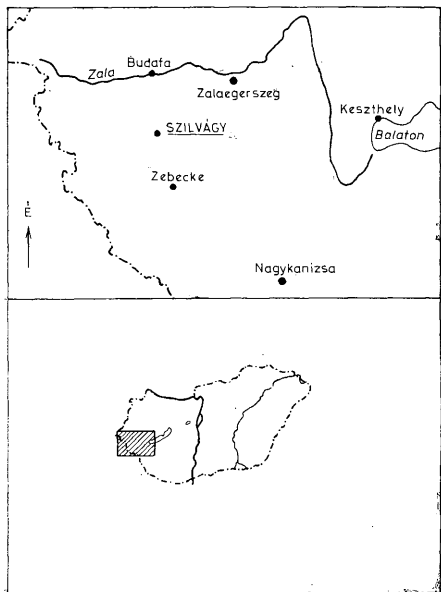 Budafa
Zala
Zalaegerszeg
Keszthely
SZILVÁGY
Balaton
Zebecke
É
Nagykanizsa